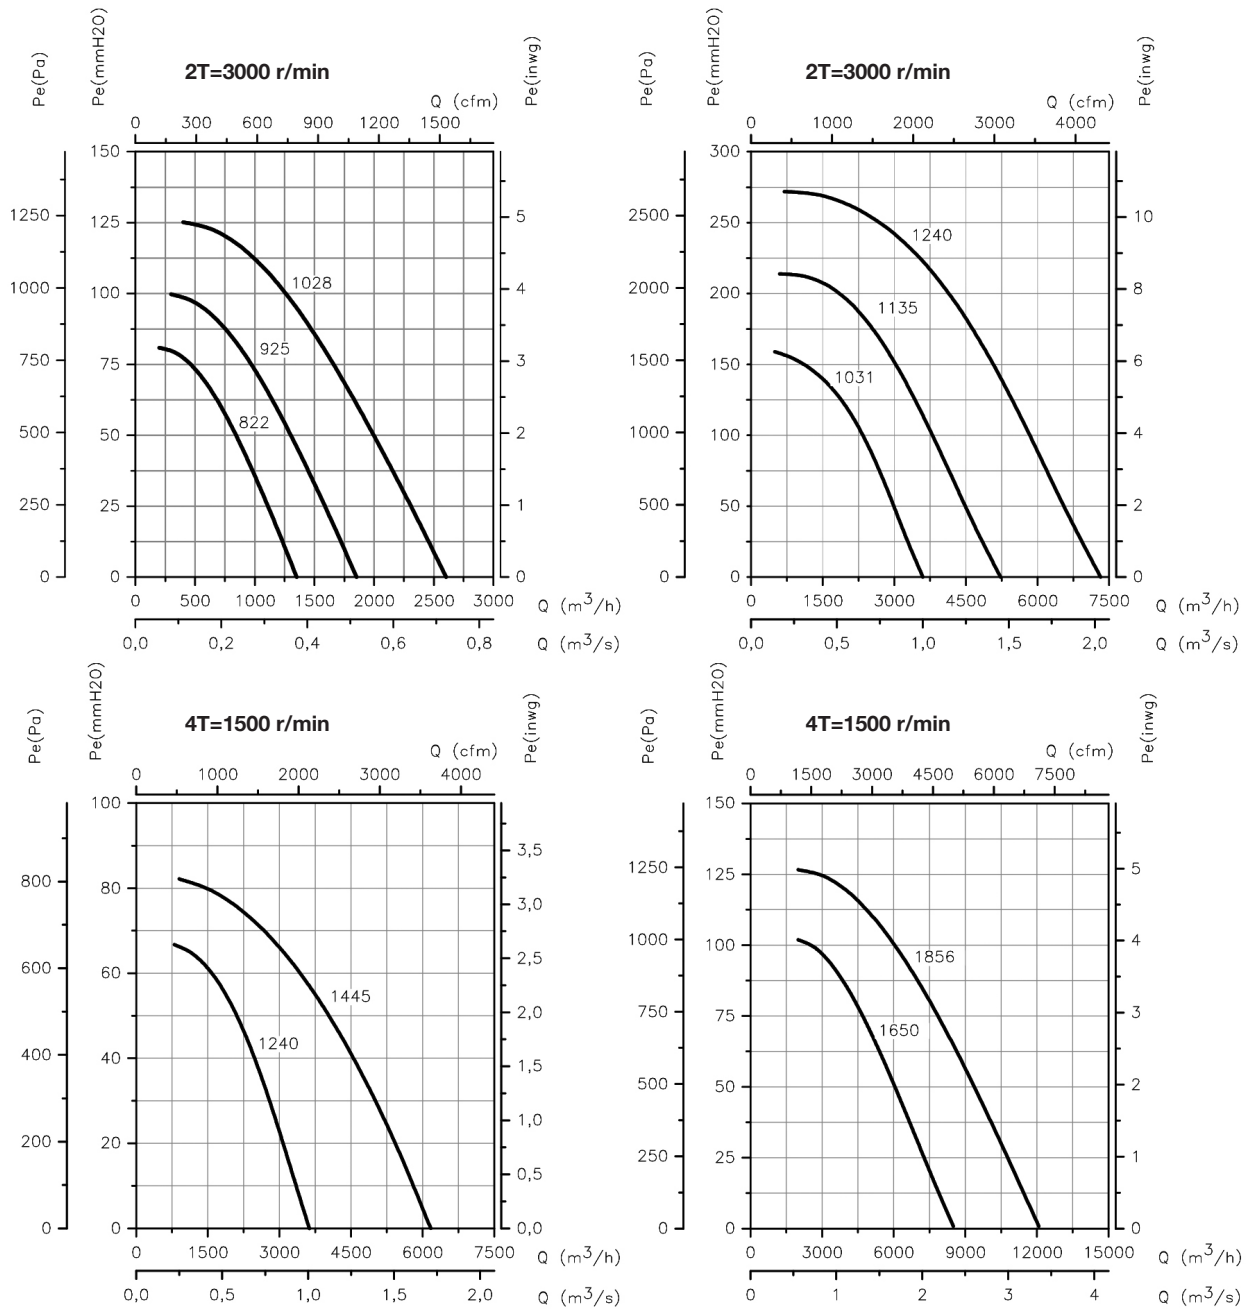 2T=3000 r/min
Pe(Pa)
Pe(mmH2O)
Pe(inwg)
Q (cfm)
0 300 600 900 1200 1500
150
125
100
75
50
25
0
1250
1000
750
500
250
0
5
4
3
2
1
0
1028
925
822
0 500 1000 1500 2000 2500 3000 Q (m³/h)
0,0 0,2 0,4 0,6 0,8 Q (m³/s)
2T=3000 r/min
Pe(Pa)
Pe(mmH2O)
Pe(inwg)
Q (cfm)
0 1000 2000 3000 4000
300
250
200
150
100
50
0
2500
2000
1500
1000
500
0
10
8
6
4
2
0
1240
1135
1031
0 1500 3000 4500 6000 7500 Q (m³/h)
0,0 0,5 1,0 1,5 2,0 Q (m³/s)
4T=1500 r/min
Pe(Pa)
Pe(mmH2O)
Pe(inwg)
Q (cfm)
0 1000 2000 3000 4000
100
80
60
40
20
0
800
600
400
200
0
3,5
3,0
2,5
2,0
1,5
1,0
0,5
0,0
1445
1240
0 1500 3000 4500 6000 7500 Q (m³/h)
0,0 0,5 1,0 1,5 2,0 Q (m³/s)
4T=1500 r/min
Pe(Pa)
Pe(mmH2O)
Pe(inwg)
Q (cfm)
0 1500 3000 4500 6000 7500
150
125
100
75
50
25
0
1250
1000
750
500
250
0
5
4
3
2
1
0
1856
1650
0 3000 6000 9000 12000 15000 Q (m³/h)
0 1 2 3 4 Q (m³/s)